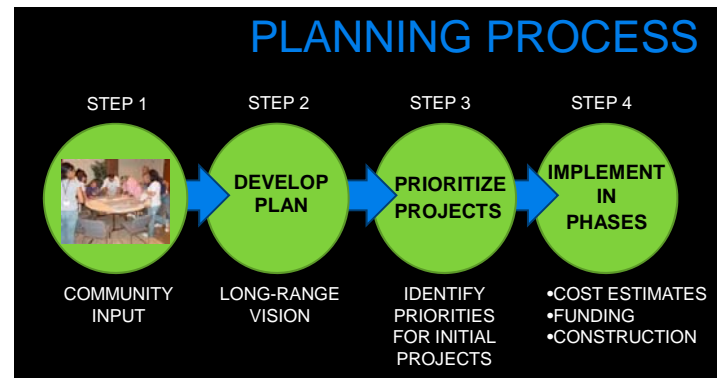 PLANNING PROCESS
STEP 1
STEP 2
STEP 3
STEP 4
DEVELOP
PLAN
PRIORITIZE
PROJECTS
IMPLEMENT
IN
PHASES
COMMUNITY
INPUT
LONG-RANGE
VISION
IDENTIFY
PRIORITIES
FOR INITIAL
PROJECTS
•COST ESTIMATES
•FUNDING
•CONSTRUCTION